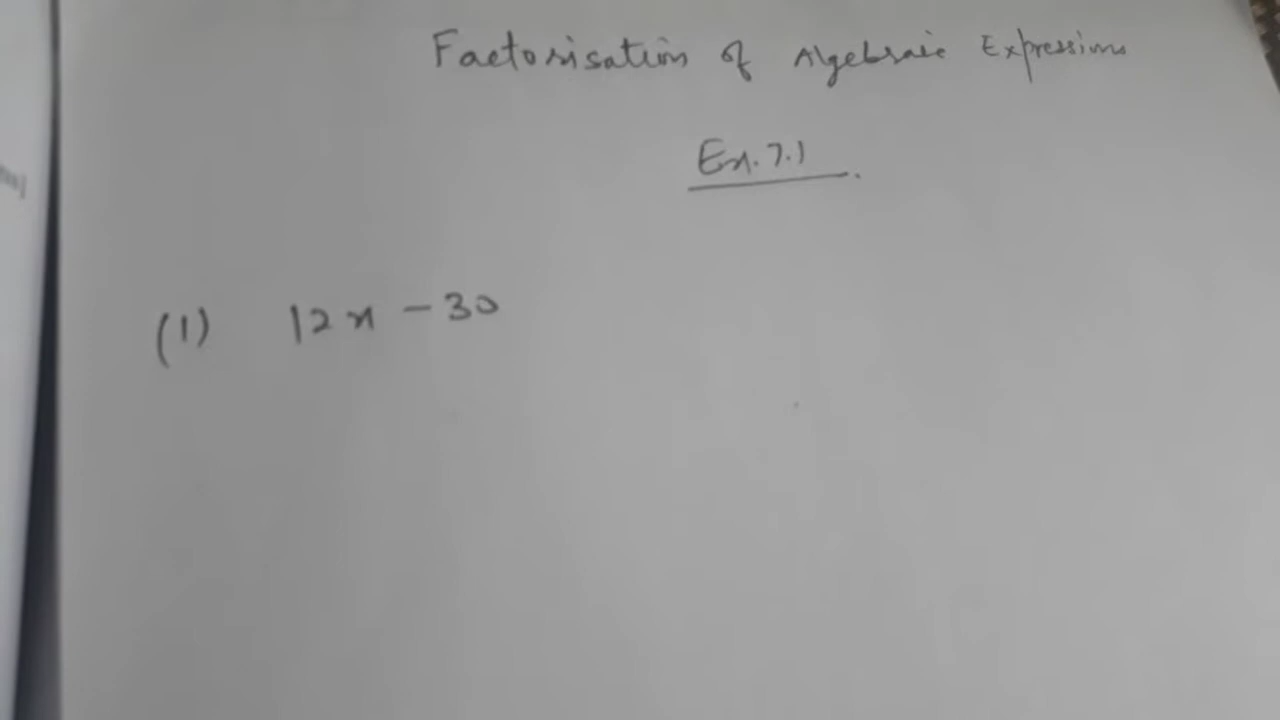 Factorisation of Algebraic Expressions
Ex. 7.1
(1) 12x - 30